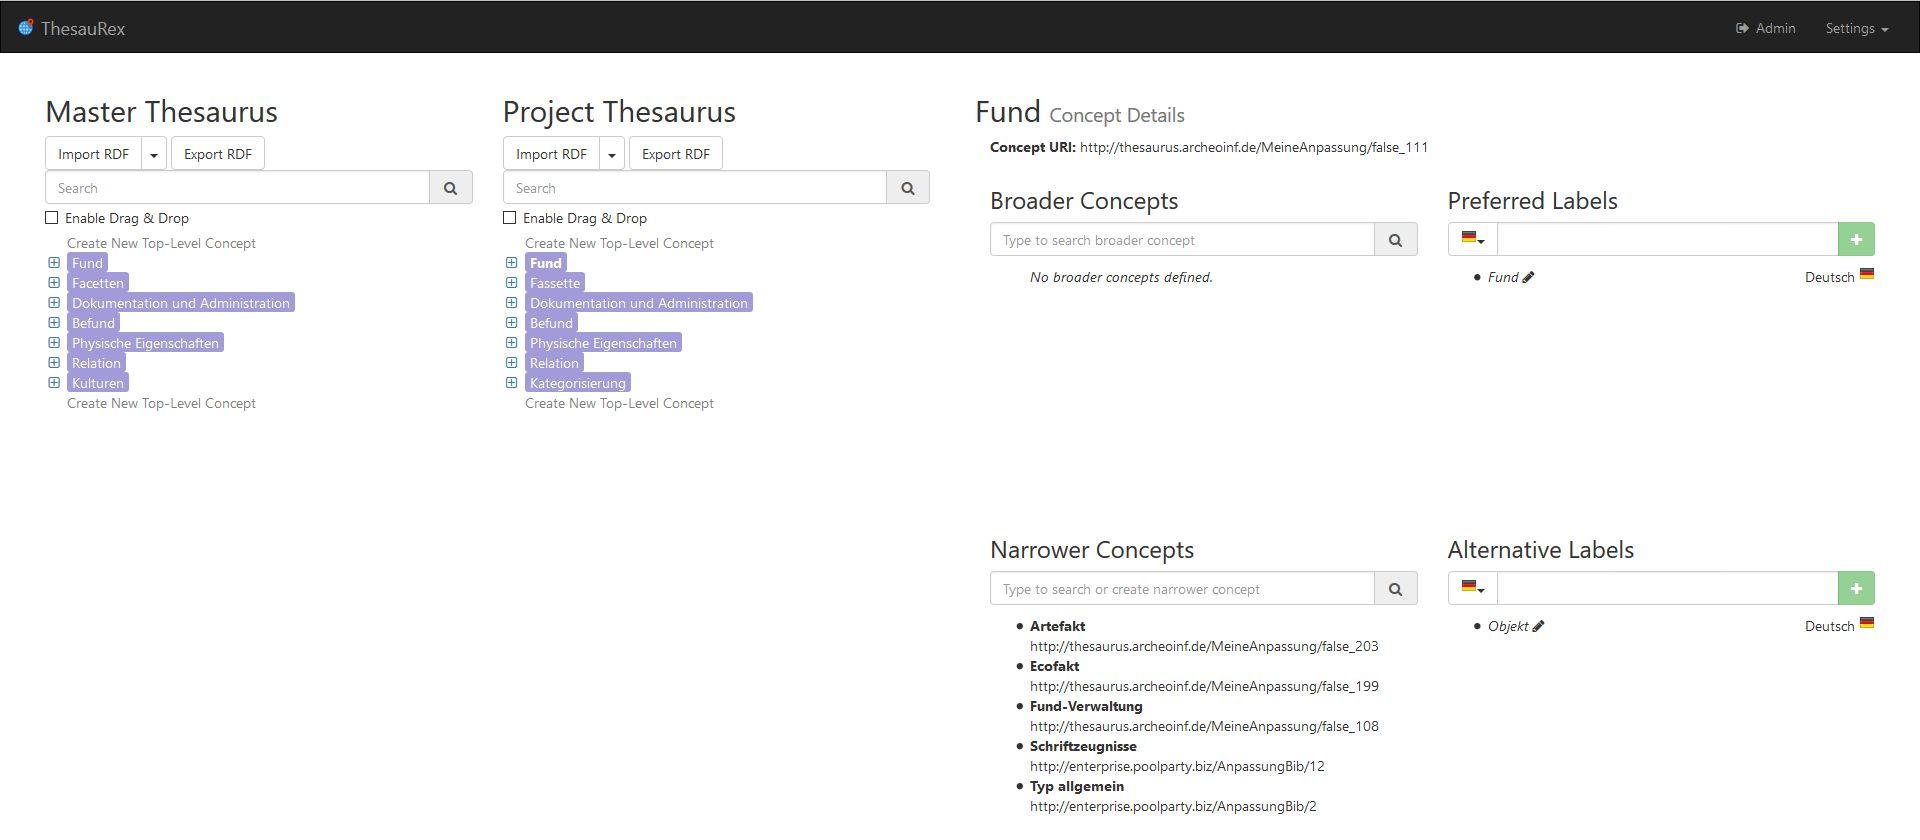 ThesauRex
Admin
Settings
Master Thesaurus
Import RDF
Export RDF
Search
Enable Drag & Drop
Create New Top-Level Concept
Fund
Facetten
Dokumentation und Administration
Befund
Physische Eigenschaften
Relation
Kulturen
Create New Top-Level Concept
Project Thesaurus
Import RDF
Export RDF
Search
Enable Drag & Drop
Create New Top-Level Concept
Fund
Fassette
Dokumentation und Administration
Befund
Physische Eigenschaften
Relation
Kategorisierung
Create New Top-Level Concept
Fund Concept Details
Concept URI: http://thesaurus.archeoinf.de/MeineAnpassung/false_111
Broader Concepts
Type to search broader concept
No broader concepts defined.
Preferred Labels
Fund
Deutsch
Narrower Concepts
Type to search or create narrower concept
Artefakt
http://thesaurus.archeoinf.de/MeineAnpassung/false_203
Ecofakt
http://thesaurus.archeoinf.de/MeineAnpassung/false_199
Fund-Verwaltung
http://thesaurus.archeoinf.de/MeineAnpassung/false_108
Schriftzeugnisse
http://enterprise.poolparty.biz/AnpassungBib/12
Typ allgemein
http://enterprise.poolparty.biz/AnpassungBib/2
Alternative Labels
Objekt
Deutsch